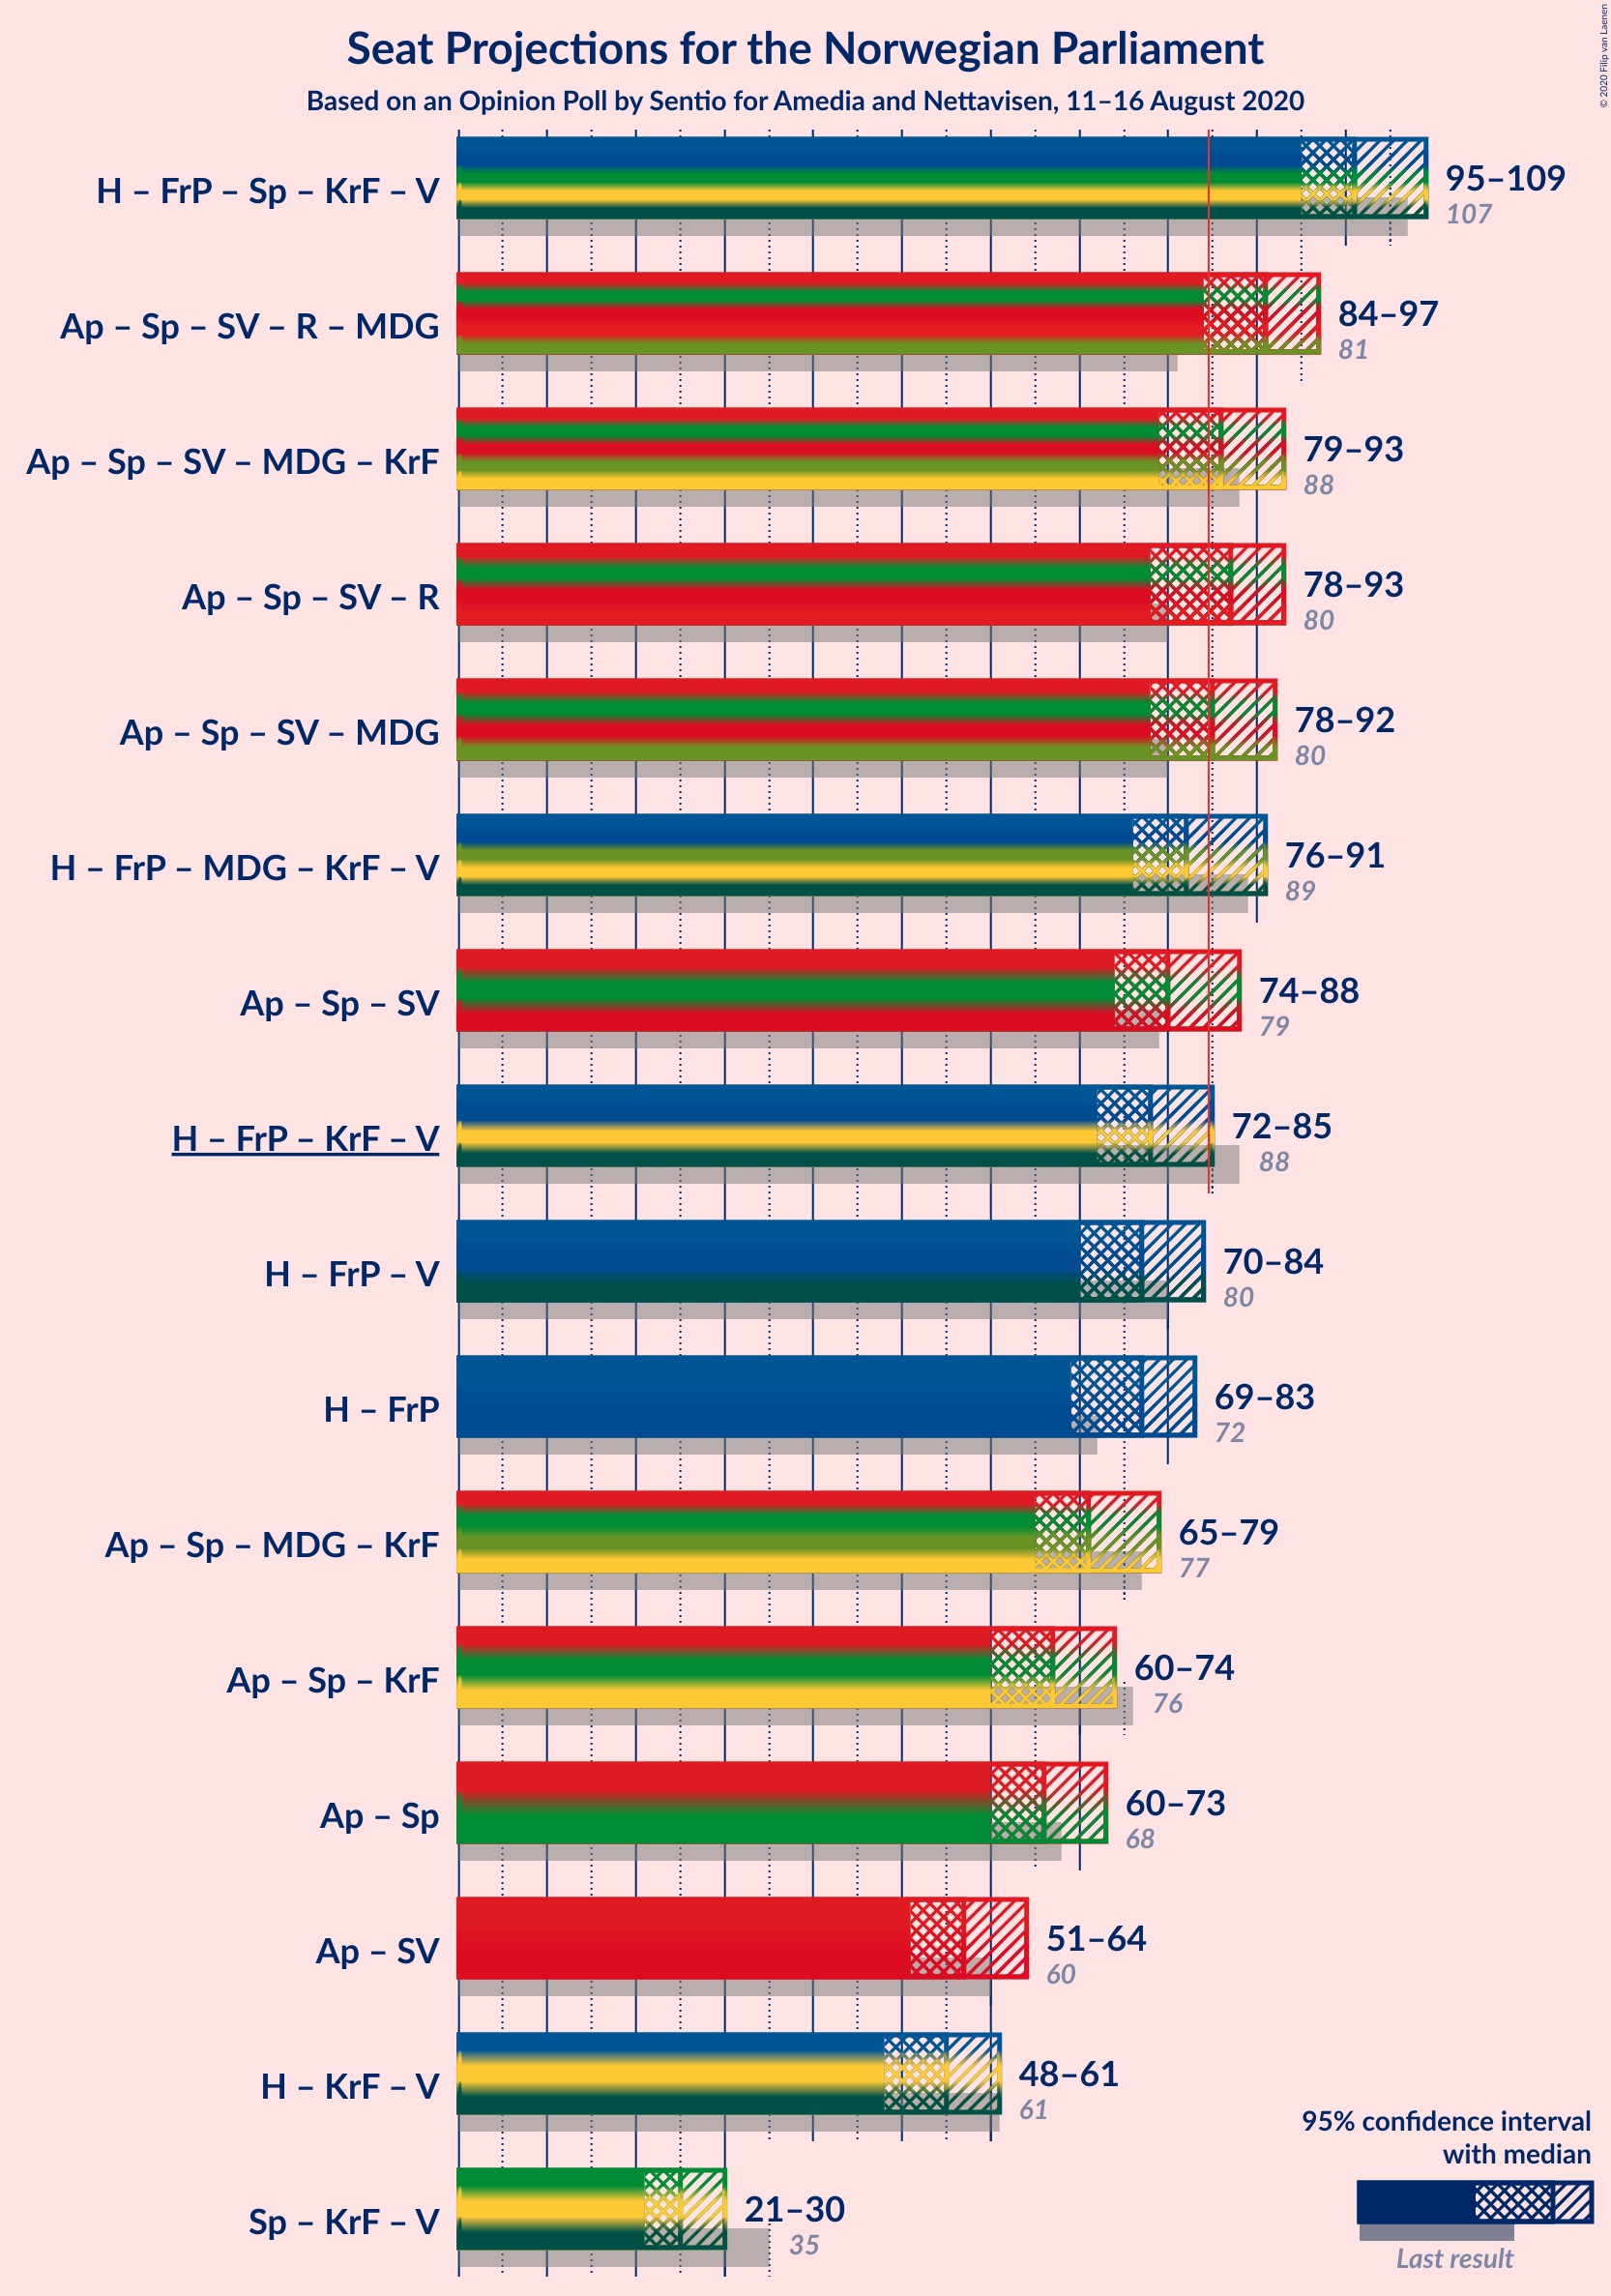 Seat Projections for the Norwegian Parliament
Based on an Opinion Poll by Sentio for Amedia and Nettavisen, 11–16 August 2020
© 2020 Filip van Laenen
H – FrP – Sp – KrF – V
95–109
107
Ap – Sp – SV – R – MDG
84–97
81
Ap – Sp – SV – MDG – KrF
79–93
88
Ap – Sp – SV – R
78–93
80
Ap – Sp – SV – MDG
78–92
80
H – FrP – MDG – KrF – V
76–91
89
Ap – Sp – SV
74–88
79
H – FrP – KrF – V
72–85
88
H – FrP – V
70–84
80
H – FrP
69–83
72
Ap – Sp – MDG – KrF
65–79
77
Ap – Sp – KrF
60–74
76
Ap – Sp
60–73
68
Ap – SV
51–64
60
H – KrF – V
48–61
61
Sp – KrF – V
21–30
35
95% confidence interval
with median
Last result